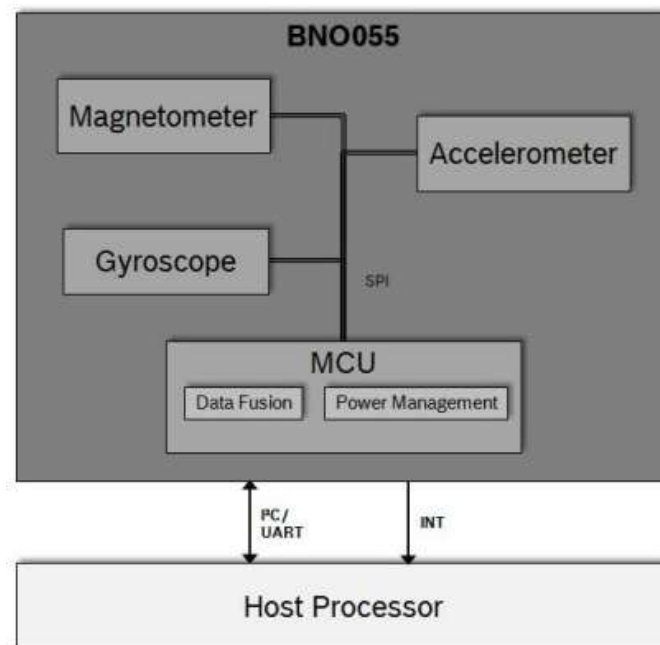 BNO055
Magnetometer
Accelerometer
Gyroscope
SPI
MCU
Data Fusion
Power Management
I²C/
UART
INT
Host Processor